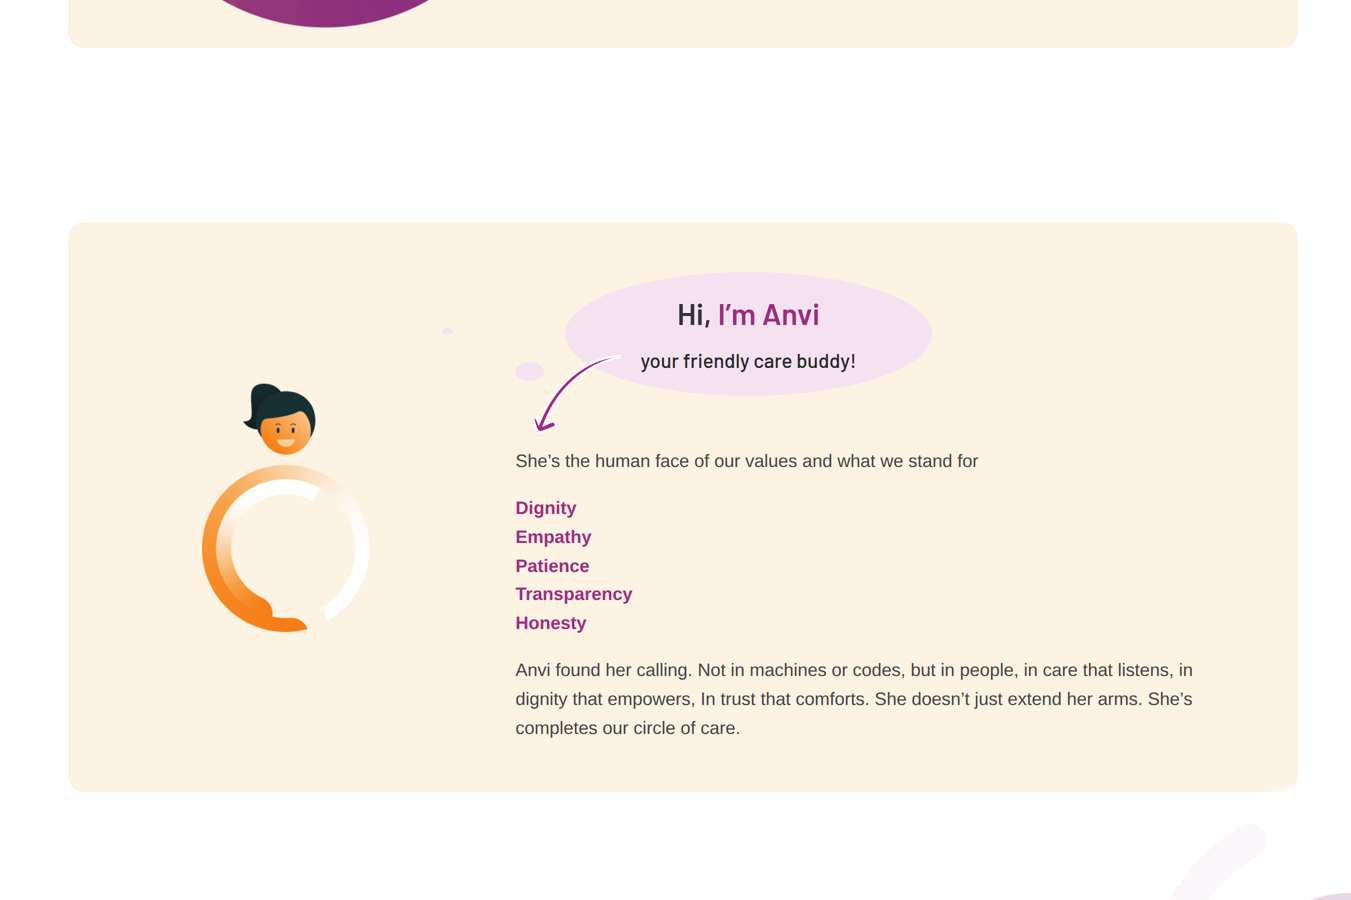 Hi, I’m Anvi
your friendly care buddy!
She’s the human face of our values and what we stand for
Dignity
Empathy
Patience
Transparency
Honesty
Anvi found her calling. Not in machines or codes, but in people, in care that listens, in
dignity that empowers, In trust that comforts. She doesn’t just extend her arms. She’s
completes our circle of care.